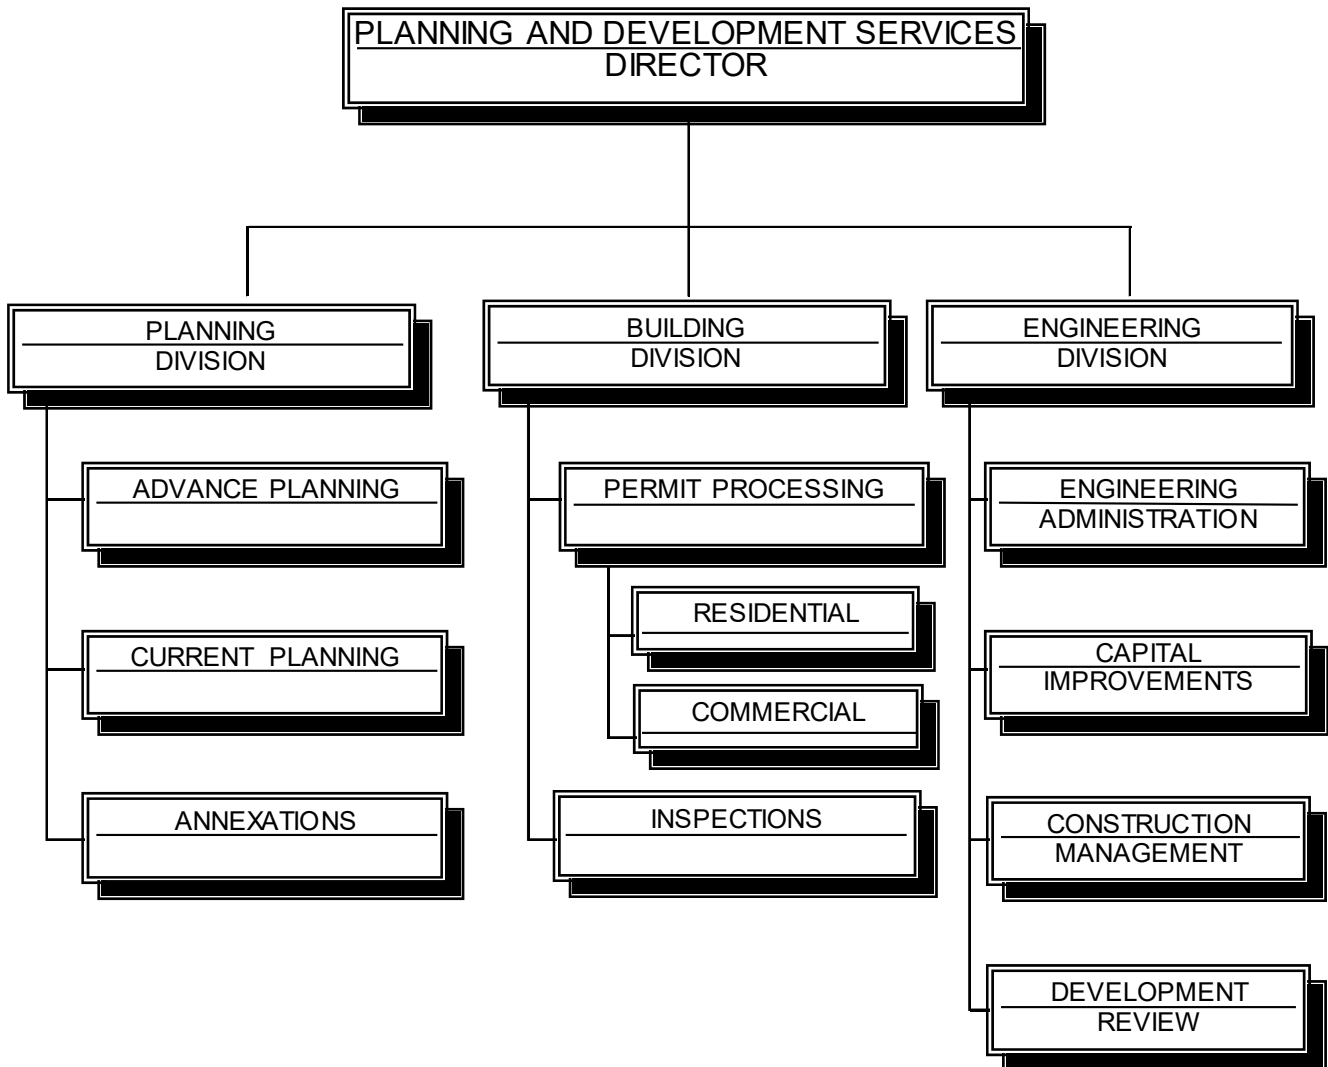 PLANNING AND DEVELOPMENT SERVICES
DIRECTOR
PLANNING
DIVISION
ADVANCE PLANNING
CURRENT PLANNING
ANNEXATIONS
BUILDING
DIVISION
PERMIT PROCESSING
RESIDENTIAL
COMMERCIAL
INSPECTIONS
ENGINEERING
DIVISION
ENGINEERING
ADMINISTRATION
CAPITAL
IMPROVEMENTS
CONSTRUCTION
MANAGEMENT
DEVELOPMENT
REVIEW